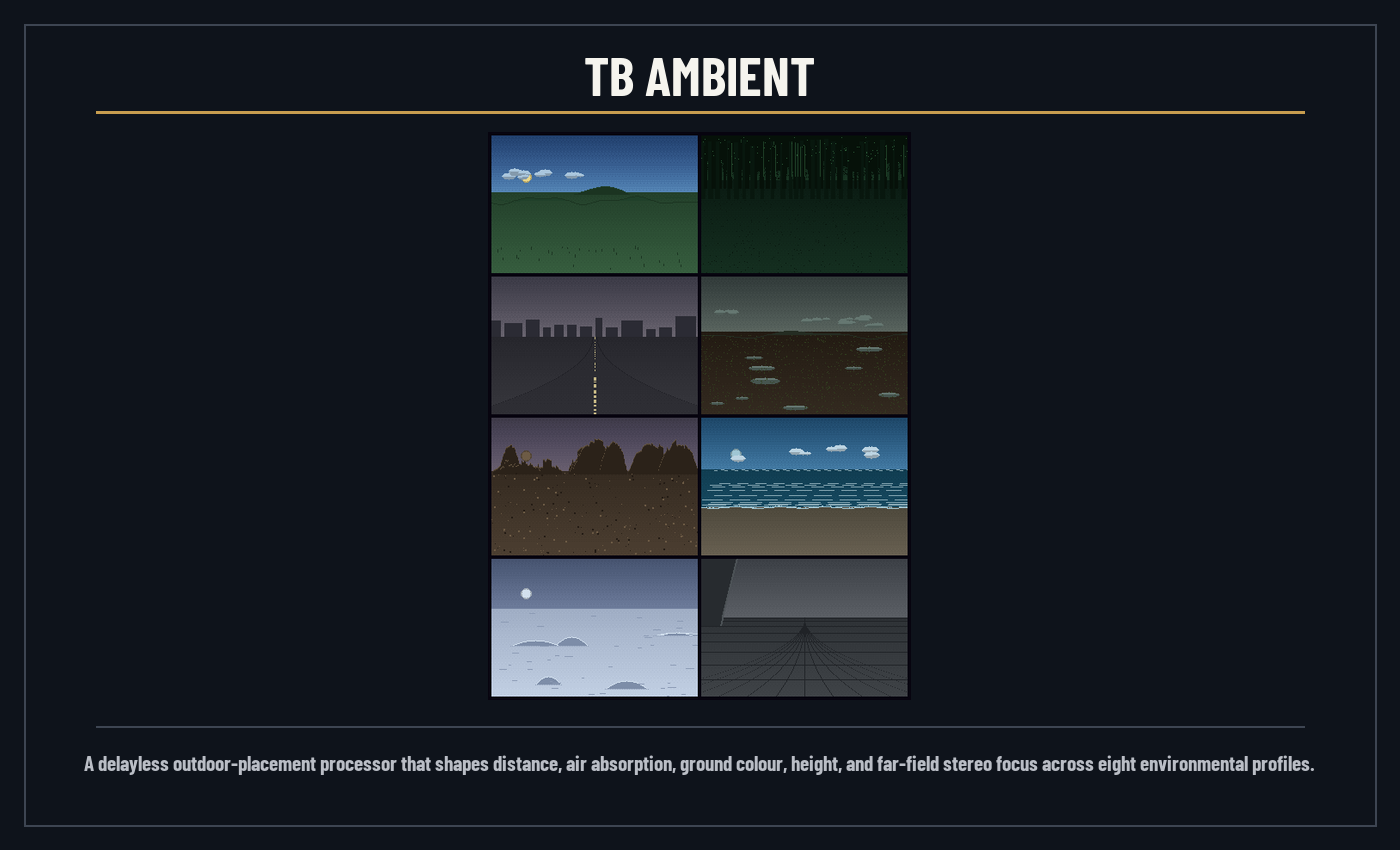 TB AMBIENT
A delayless outdoor-placement processor that shapes distance, air absorption, ground colour, height, and far-field stereo focus across eight environmental profiles.